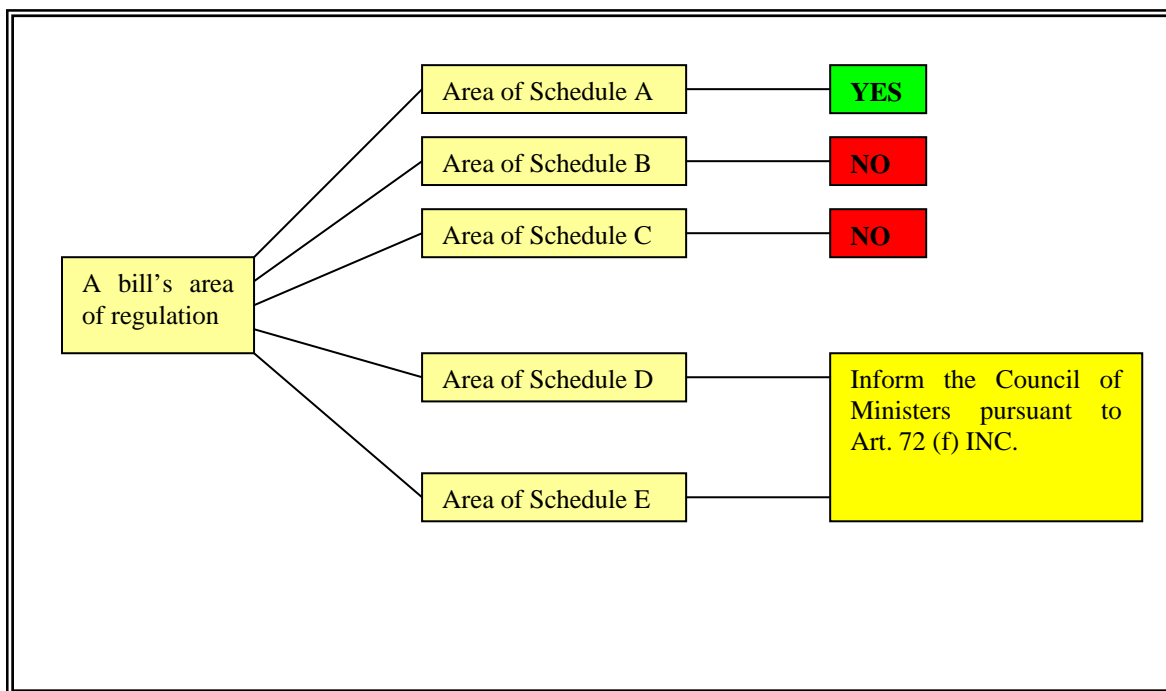 Area of Schedule A
YES
Area of Schedule B
NO
Area of Schedule C
NO
A bill’s area
of regulation
Area of Schedule D
Inform the Council of
Ministers pursuant to
Art. 72 (f) INC.
Area of Schedule E